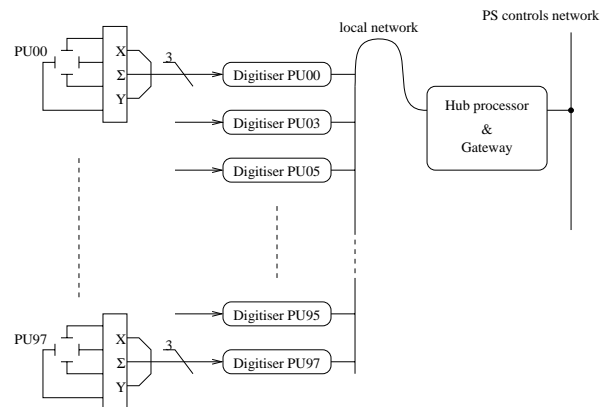 PS controls network
local network
PU00
X
Σ
Y
3
Digitiser PU00
Hub processor
&
Gateway
Digitiser PU03
Digitiser PU05
Digitiser PU95
PU97
X
Σ
Y
3
Digitiser PU97